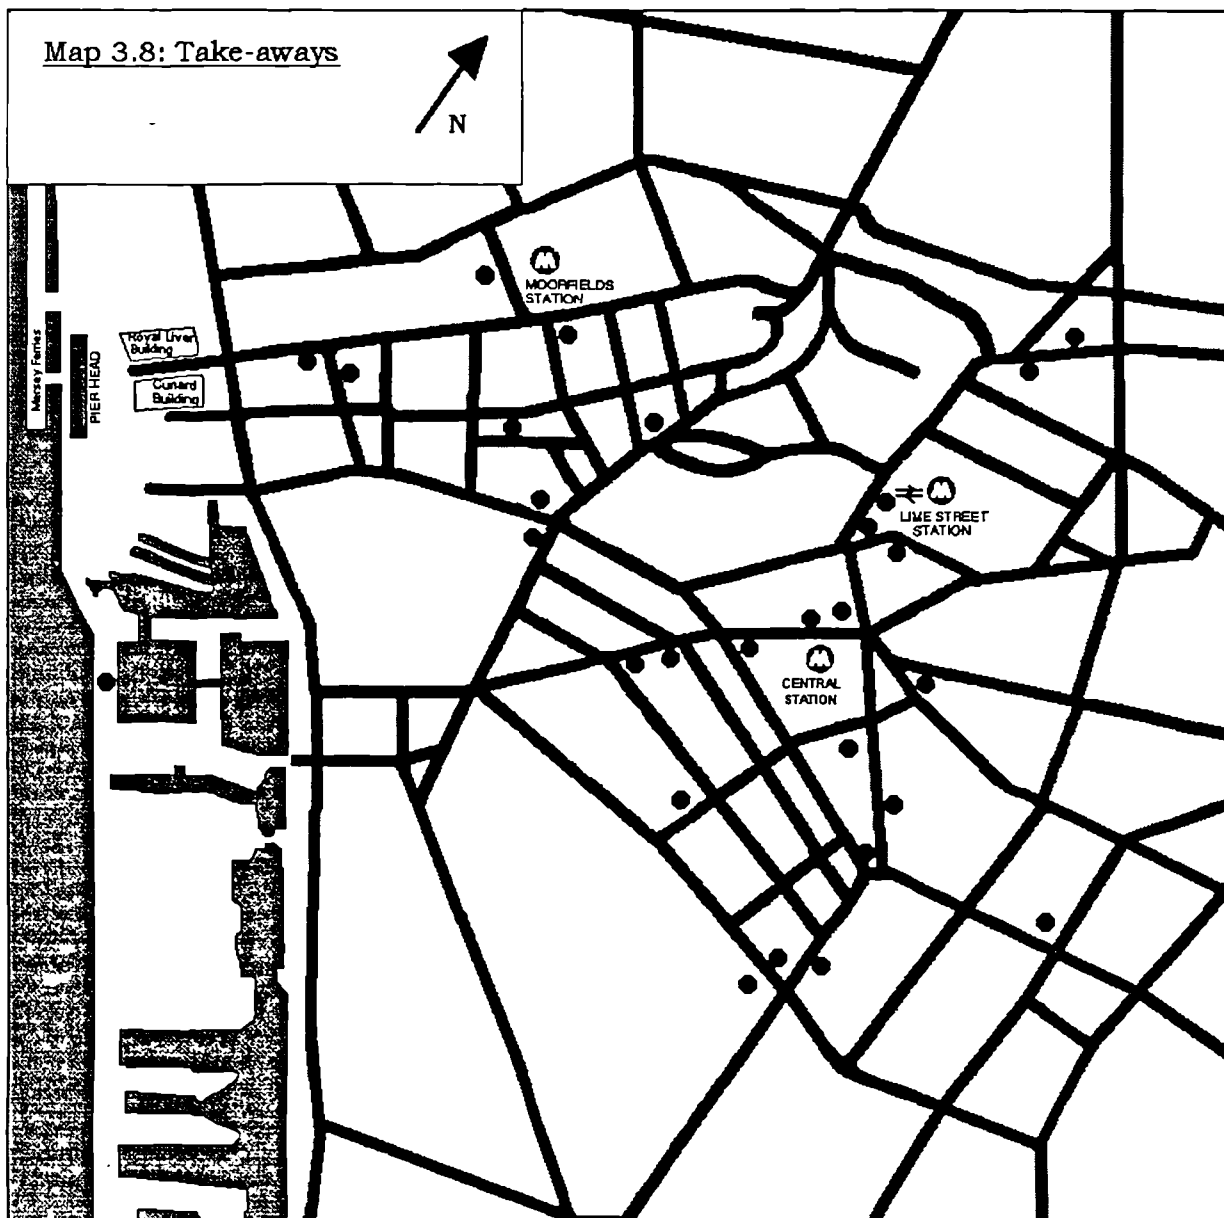 Map 3.8: Take-aways
N
M
MOORFIELDS
STATION
Royal Liver
Building
Cunard
Building
Mersey Ferries
PIER HEAD
M
LIME STREET
STATION
M
CENTRAL
STATION